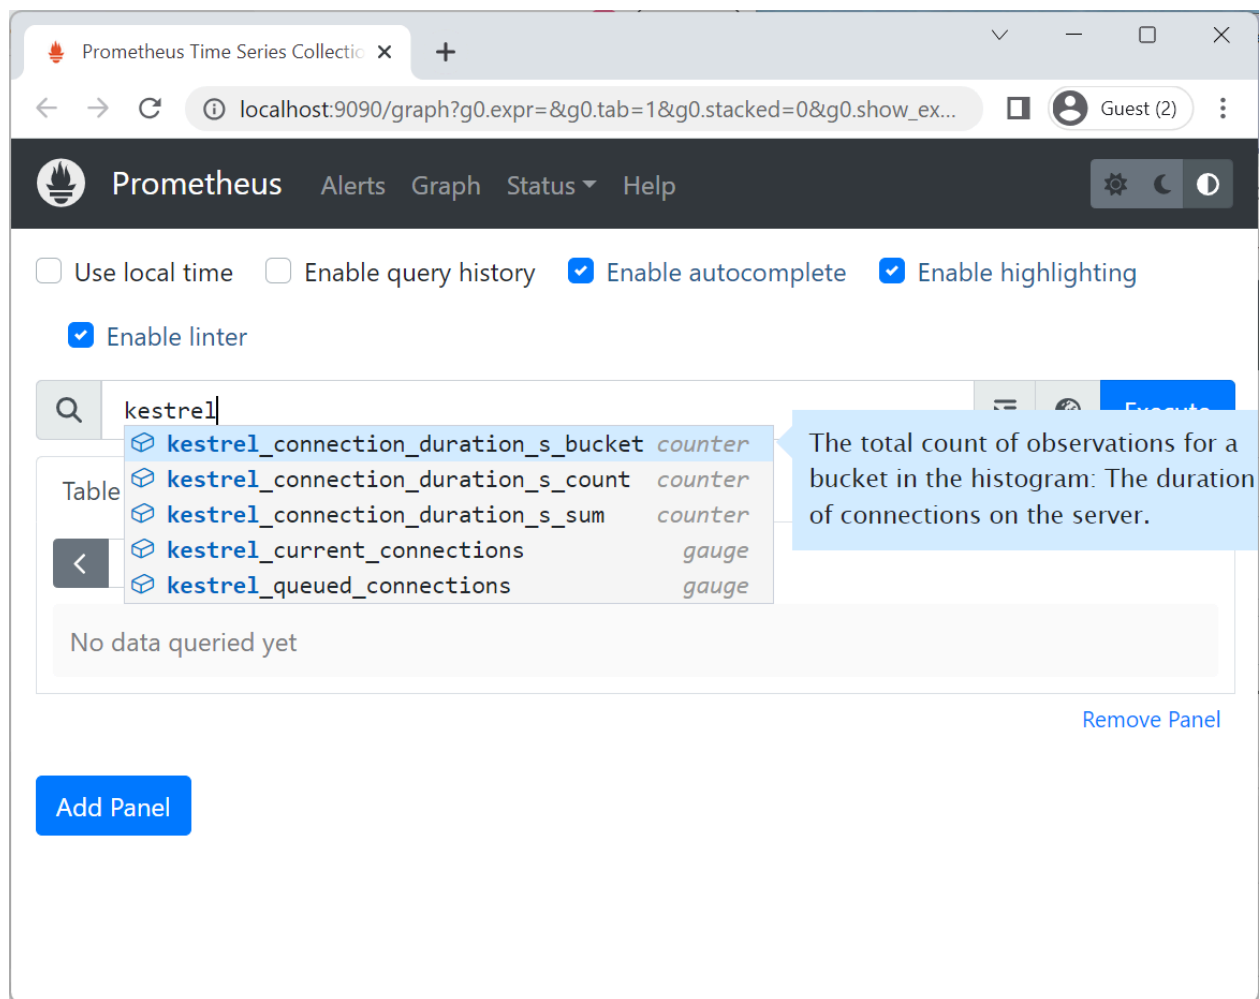 Prometheus Time Series Collectio
localhost:9090/graph?g0.expr=&g0.tab=1&g0.stacked=0&g0.show_ex...
Guest (2)
Prometheus Alerts Graph Status Help
Use local time Enable query history Enable autocomplete Enable highlighting
Enable linter
kestrel
Execute
kestrel_connection_duration_s_bucket counter
kestrel_connection_duration_s_count counter
kestrel_connection_duration_s_sum counter
kestrel_current_connections gauge
kestrel_queued_connections gauge
The total count of observations for a
bucket in the histogram: The duration
of connections on the server.
Table
No data queried yet
Remove Panel
Add Panel